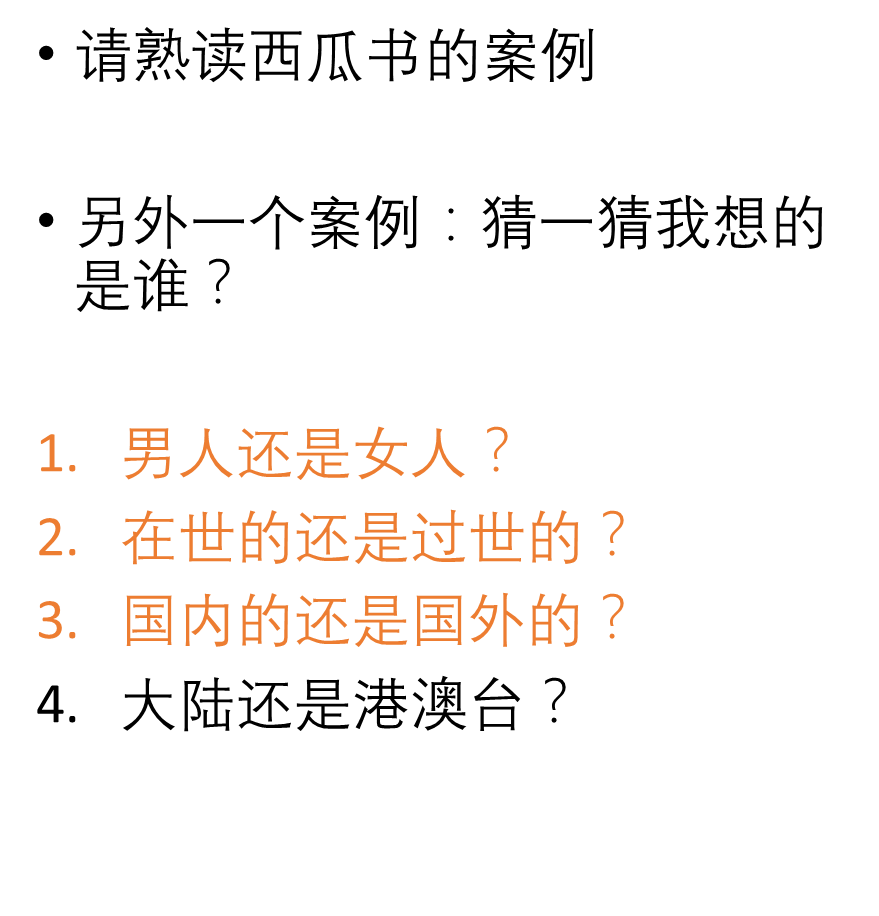 • 请熟读西瓜书的案例
• 另外一个案例：猜一猜我想的
是谁？
1. 男人还是女人？
2. 在世的还是过世的？
3. 国内的还是国外的？
4. 大陆还是港澳台？